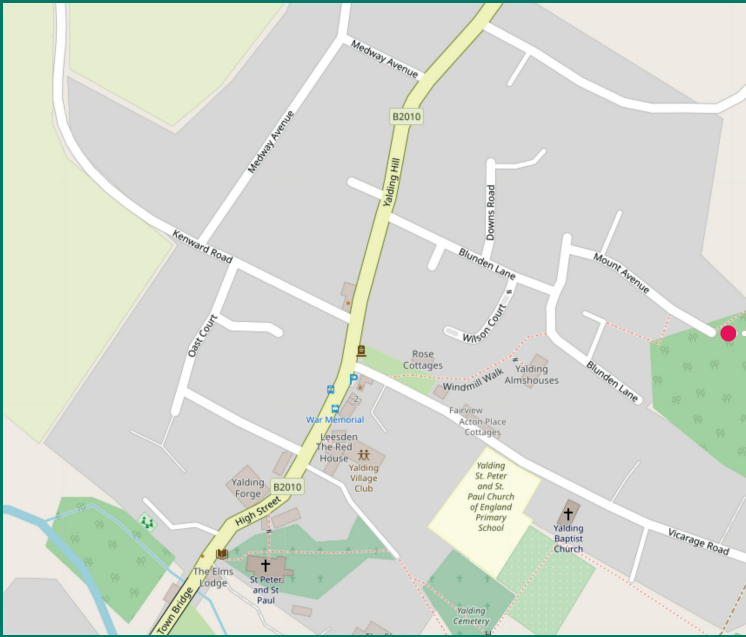 Medway Avenue
B2010
Medway Avenue
Yalding Hill
Downs Road
Kenward Road
Blunden Lane
Mount Avenue
Wilson Court
Oast Court
Rose
Cottages
Windmill Walk
Yalding
Almshouses
Blunden Lane
P
War Memorial
Fairview
Acton Place
Cottages
Leesden
The Red
House
Yalding
Village
Club
Yalding
St. Peter
and St.
Paul Church
of England
Primary
School
Yalding
Forge
B2010
High Street
Yalding
Baptist
Church
Vicarage Road
The Elms
Lodge
St Peter
and St
Paul
Town Bridge
Yalding
Cemetery